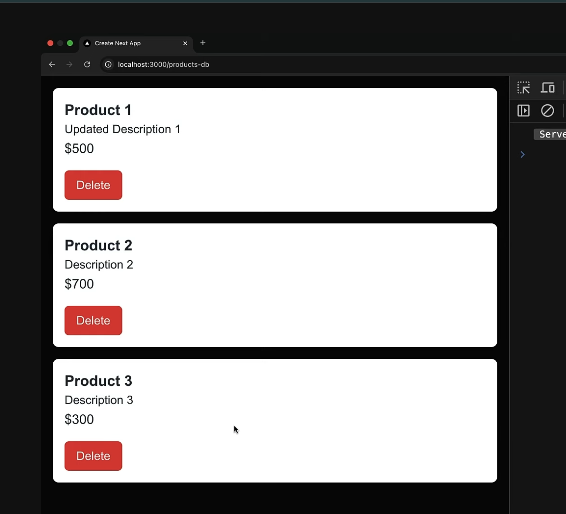 Create Next App
localhost:3000/products-db
Product 1
Updated Description 1
$500
Delete
Product 2
Description 2
$700
Delete
Product 3
Description 3
$300
Delete